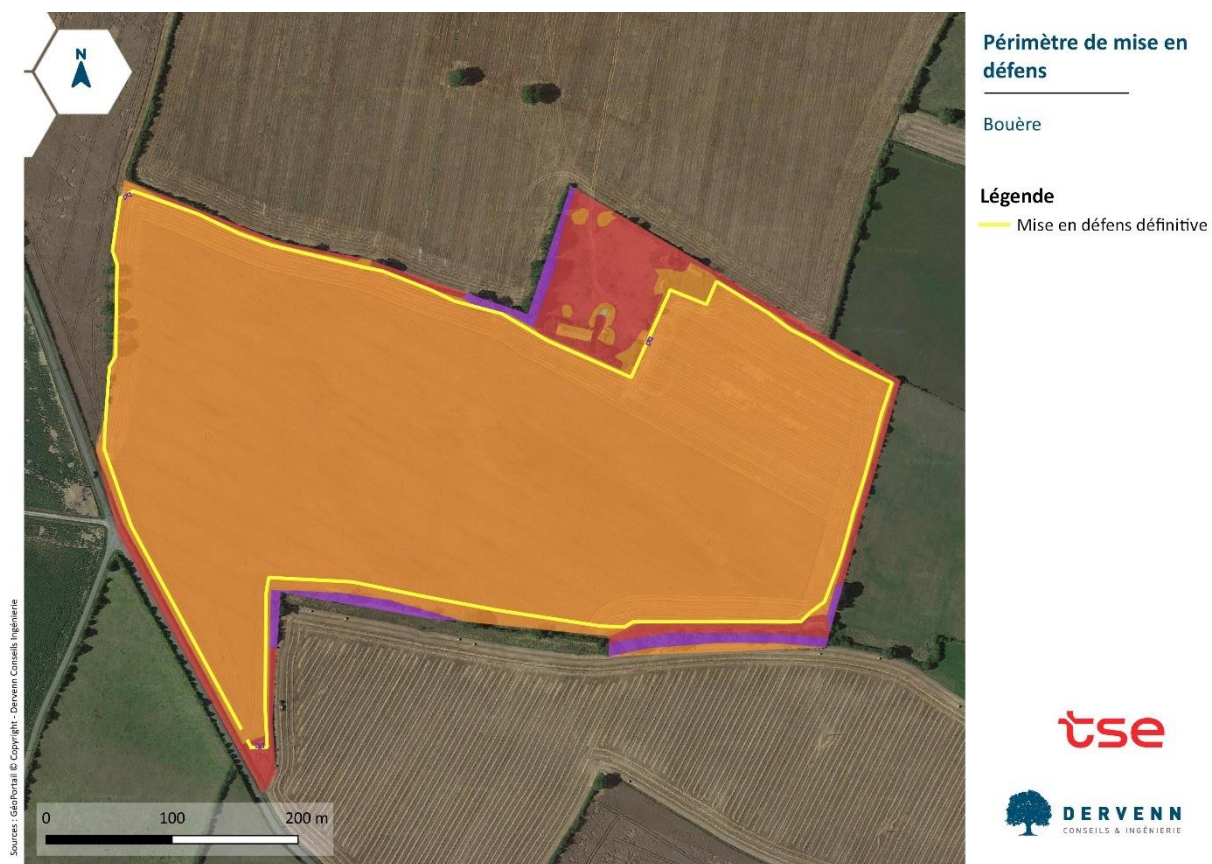 N
Périmètre de mise en
défens
Bouère
Légende
Mise en défens définitive
Sources : GéoPortail © Copyright - Dervenn Conseils Ingénierie
0 100 200 m
tse
DERVENN
CONSEILS & INGÉNIERIE